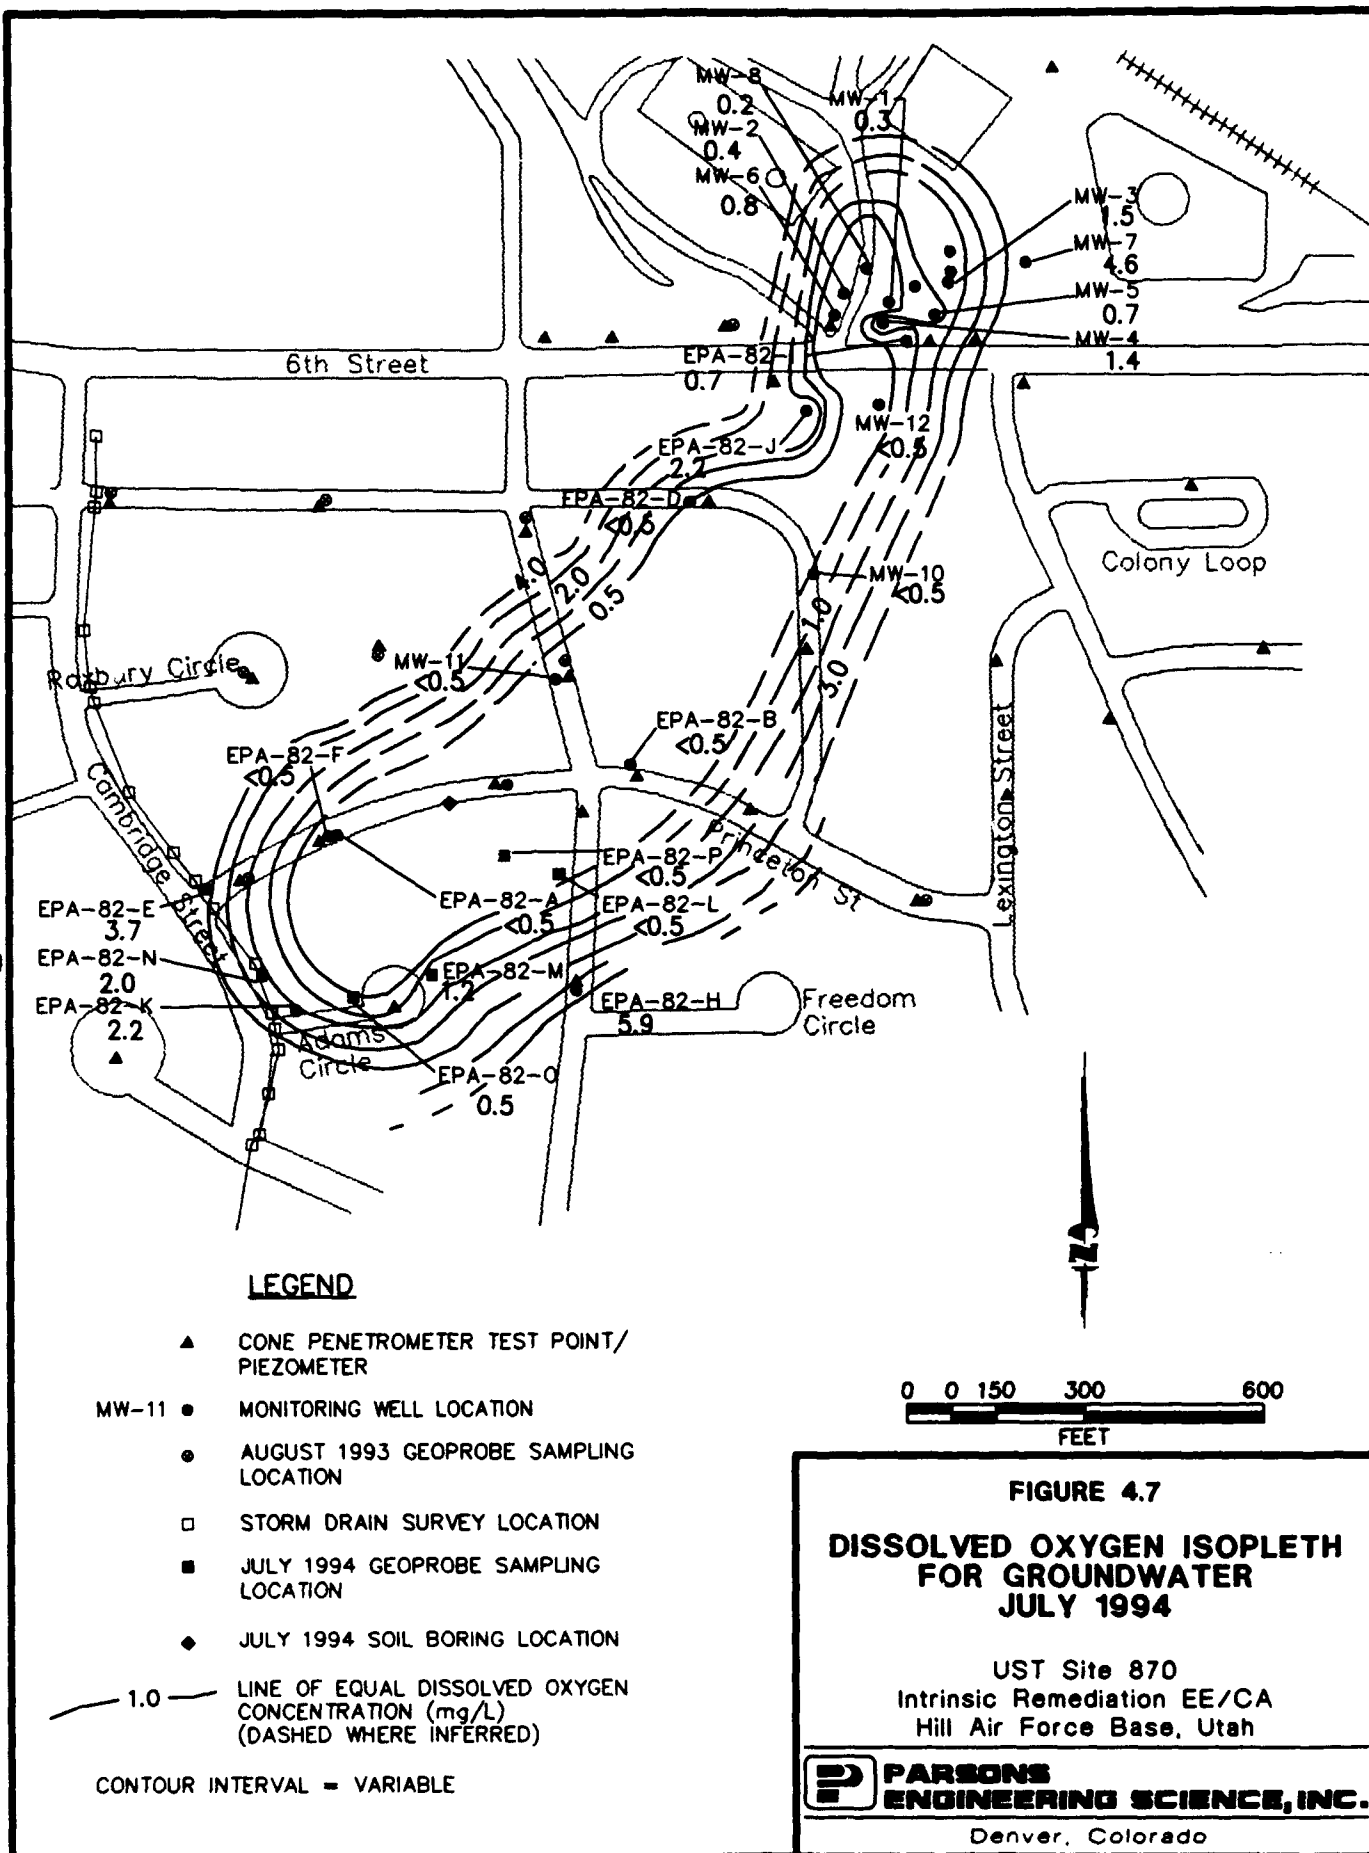 MW-8
0.2
MW-1
0.3
MW-2
0.4
MW-6
0.8
MW-3
1.5
MW-7
4.6
MW-5
0.7
MW-4
1.4
6th Street
EPA-82-I
0.7
MW-12
<0.5
EPA-82-J
2.2
EPA-82-D
<0.5
MW-10
<0.5
Colony Loop
4.0
2.0
0.5
1.0
3.0
MW-11
<0.5
Roxbury Circle
EPA-82-B
<0.5
EPA-82-F
<0.5
Cambridge Street
Princeton St
Lexington Street
EPA-82-P
<0.5
EPA-82-A
<0.5
EPA-82-L
<0.5
EPA-82-E
3.7
EPA-82-N
2.0
EPA-82-K
2.2
EPA-82-M
1.2
EPA-82-H
5.9
Freedom
Circle
Adams
Circle
EPA-82-O
0.5
N
LEGEND
CONE PENETROMETER TEST POINT/
PIEZOMETER
MW-11 MONITORING WELL LOCATION
AUGUST 1993 GEOPROBE SAMPLING
LOCATION
STORM DRAIN SURVEY LOCATION
JULY 1994 GEOPROBE SAMPLING
LOCATION
JULY 1994 SOIL BORING LOCATION
1.0 LINE OF EQUAL DISSOLVED OXYGEN
CONCENTRATION (mg/L)
(DASHED WHERE INFERRED)
CONTOUR INTERVAL = VARIABLE
0 0 150 300 600
FEET
FIGURE 4.7
DISSOLVED OXYGEN ISOPLETH
FOR GROUNDWATER
JULY 1994
UST Site 870
Intrinsic Remediation EE/CA
Hill Air Force Base, Utah
PARSONS
ENGINEERING SCIENCE, INC.
Denver, Colorado